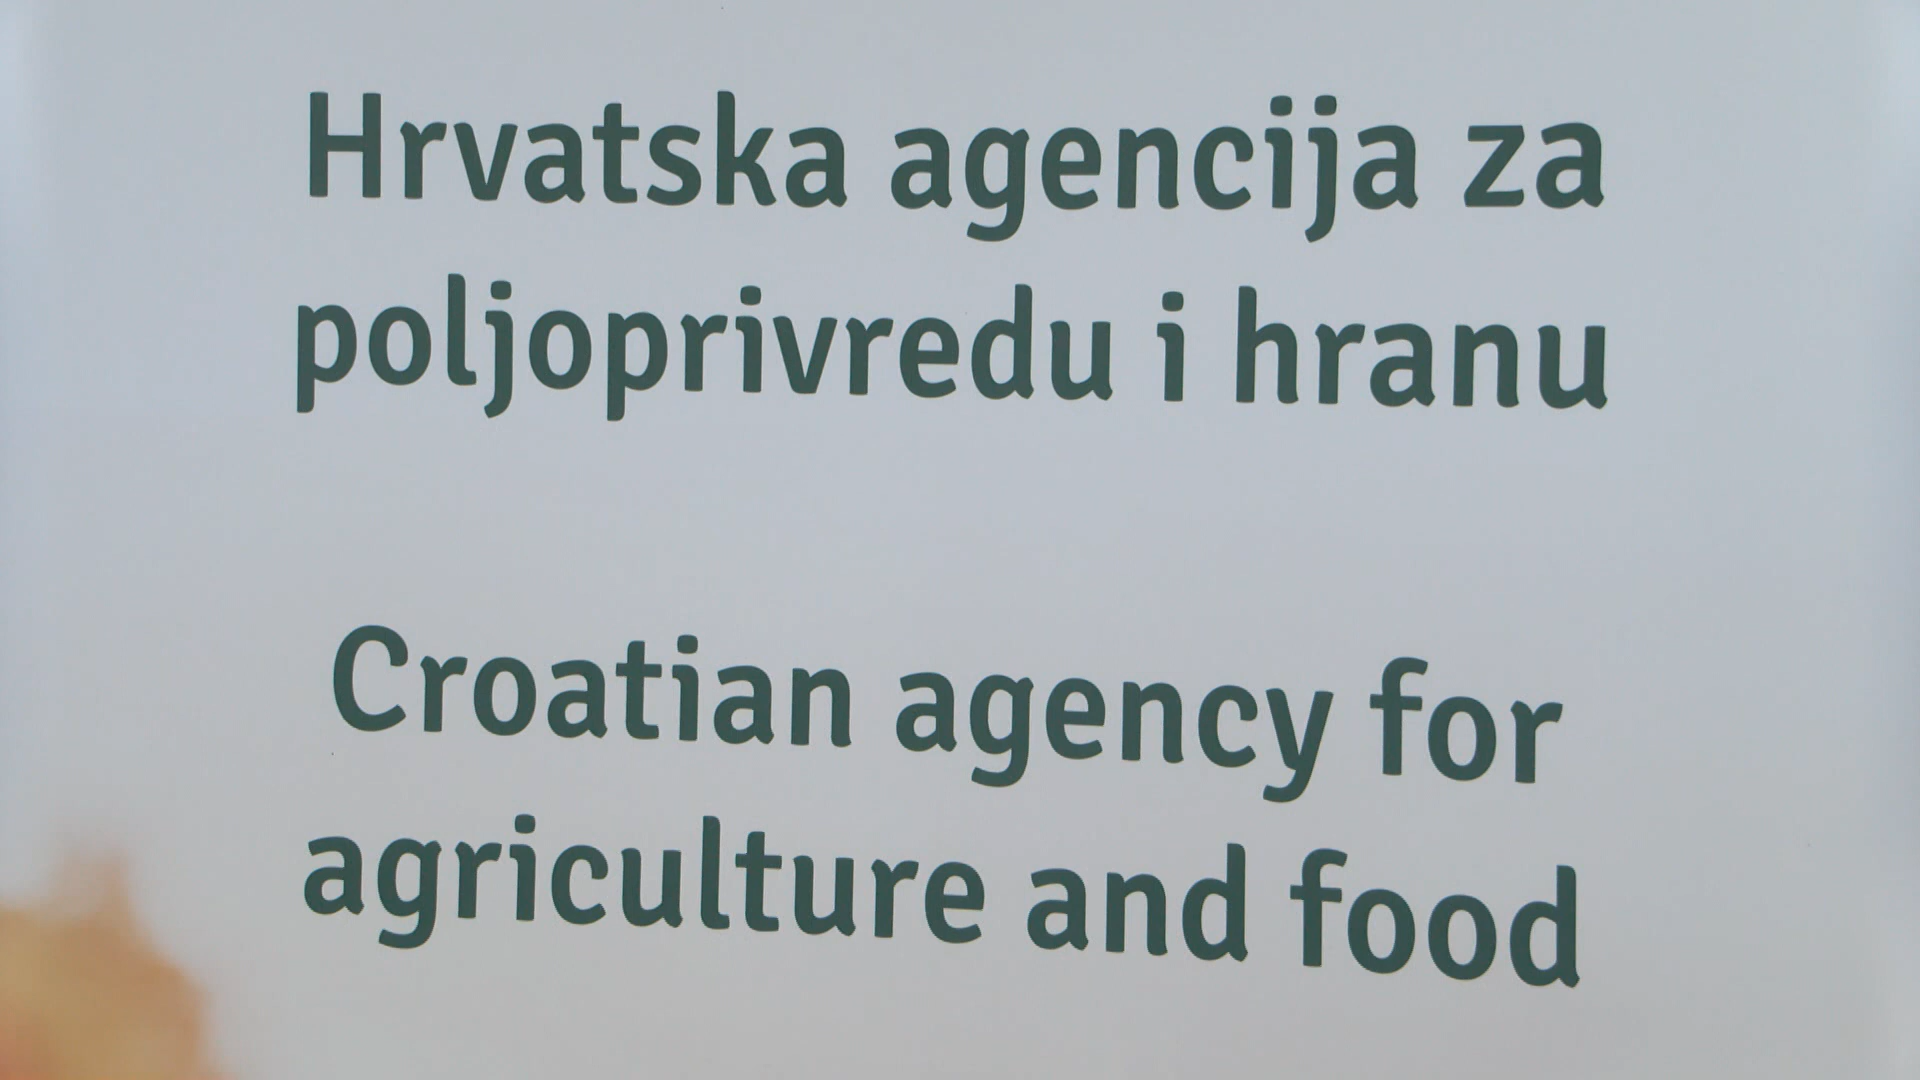 Hrvatska agencija za
poljoprivredu i hranu
Croatian agency for
agriculture and food